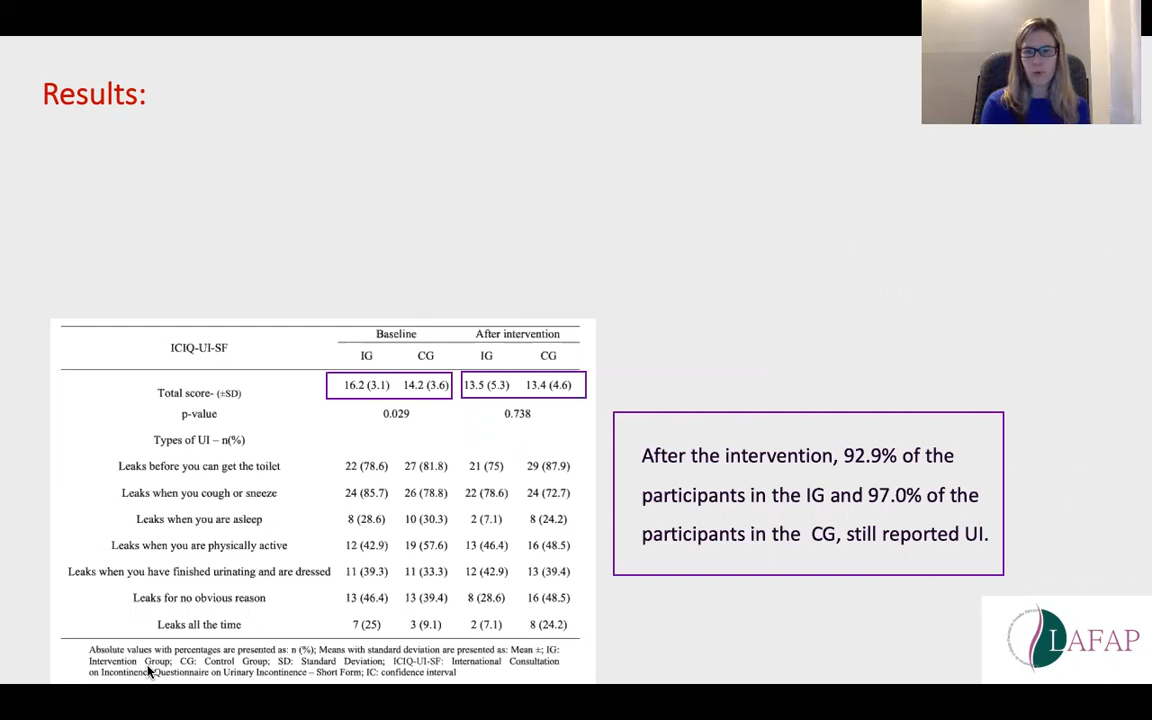 Results:
Baseline After intervention
ICIQ-UI-SF
IG CG IG CG
Total score- (±SD) 16.2 (3.1) 14.2 (3.6) 13.5 (5.3) 13.4 (4.6)
p-value 0.029 0.738
Types of UI – n(%)
Leaks before you can get the toilet 22 (78.6) 27 (81.8) 21 (75) 29 (87.9)
Leaks when you cough or sneeze 24 (85.7) 26 (78.8) 22 (78.6) 24 (72.7)
Leaks when you are asleep 8 (28.6) 10 (30.3) 2 (7.1) 8 (24.2)
Leaks when you are physically active 12 (42.9) 19 (57.6) 13 (46.4) 16 (48.5)
Leaks when you have finished urinating and are dressed 11 (39.3) 11 (33.3) 12 (42.9) 13 (39.4)
Leaks for no obvious reason 13 (46.4) 13 (39.4) 8 (28.6) 16 (48.5)
Leaks all the time 7 (25) 3 (9.1) 2 (7.1) 8 (24.2)
Absolute values with percentages are presented as: n (%); Means with standard deviation are presented as: Mean ±; IG:
Intervention Group; CG: Control Group; SD: Standard Deviation; ICIQ-UI-SF: International Consultation
on Incontinence Questionnaire on Urinary Incontinence – Short Form; IC: confidence interval
After the intervention, 92.9% of the
participants in the IG and 97.0% of the
participants in the CG, still reported UI.
LAFAP